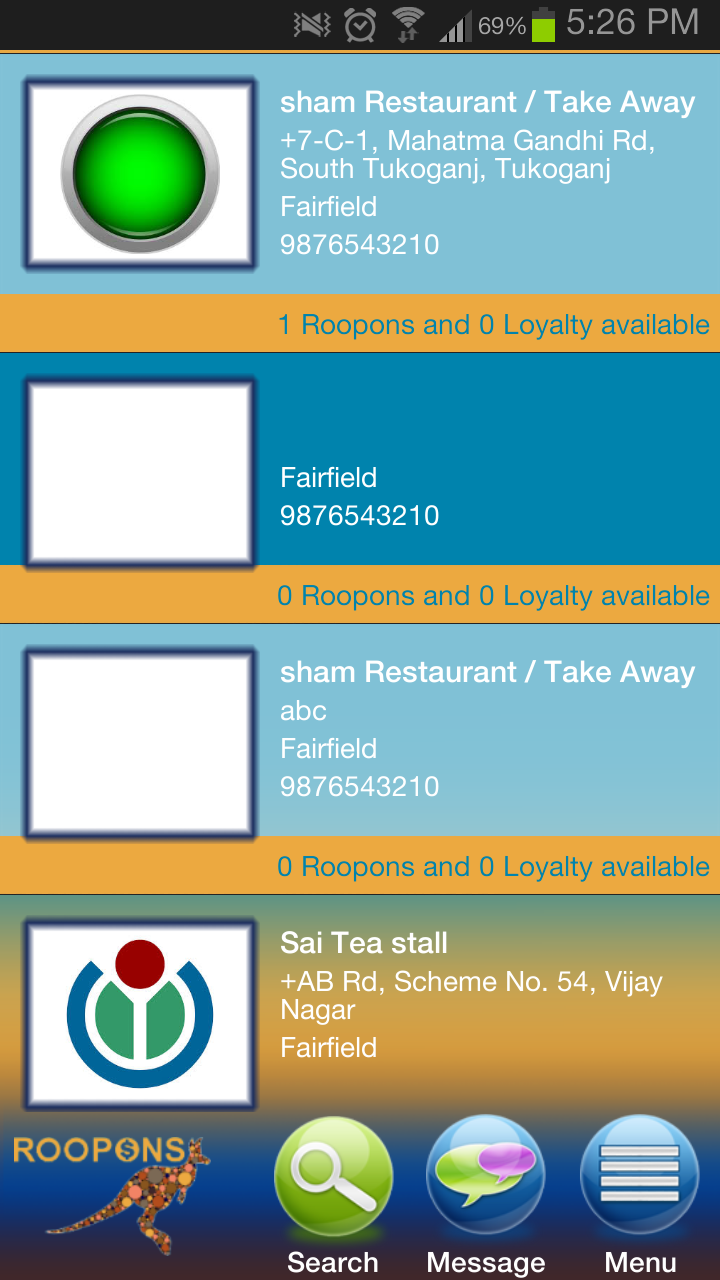 69% 5:26 PM
sham Restaurant / Take Away
+7-C-1, Mahatma Gandhi Rd,
South Tukoganj, Tukoganj
Fairfield
9876543210
1 Roopons and 0 Loyalty available
Fairfield
9876543210
0 Roopons and 0 Loyalty available
sham Restaurant / Take Away
abc
Fairfield
9876543210
0 Roopons and 0 Loyalty available
Sai Tea stall
+AB Rd, Scheme No. 54, Vijay
Nagar
Fairfield
ROOPONS
Search Message Menu